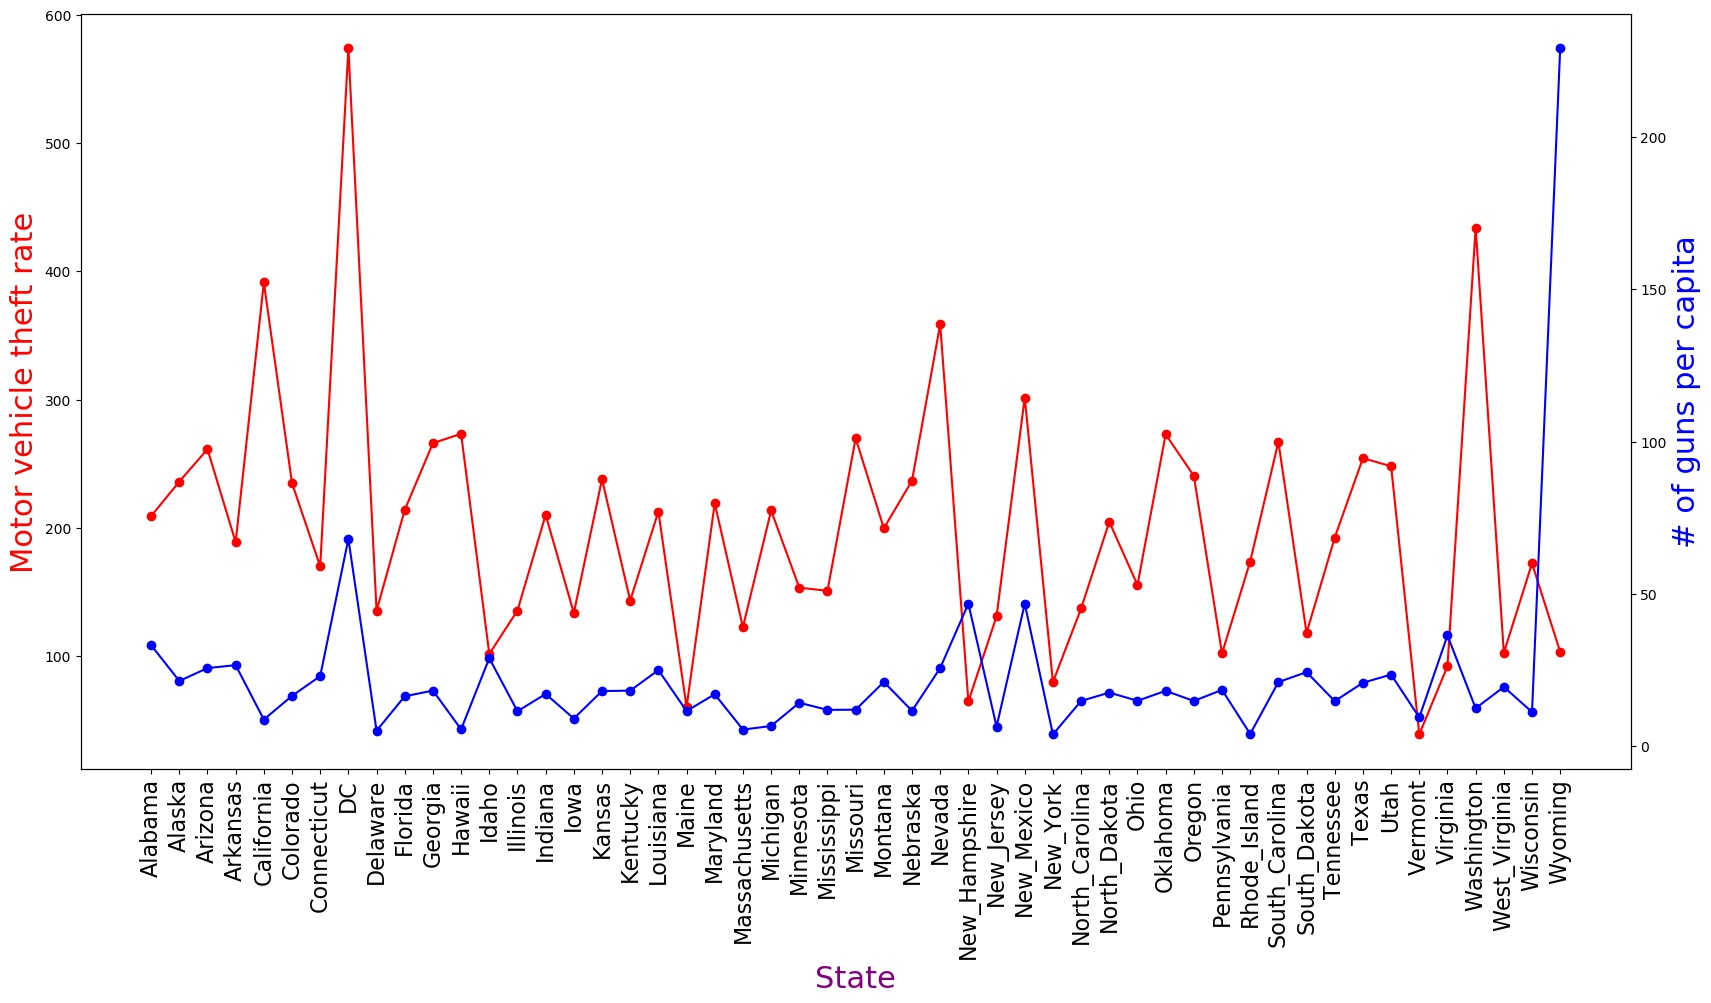 Motor vehicle theft rate
600
500
400
300
200
100
# of guns per capita
200
150
100
50
0
Alabama
Alaska
Arizona
Arkansas
California
Colorado
Connecticut
DC
Delaware
Florida
Georgia
Hawaii
Idaho
Illinois
Indiana
Iowa
Kansas
Kentucky
Louisiana
Maine
Maryland
Massachusetts
Michigan
Minnesota
Mississippi
Missouri
Montana
Nebraska
Nevada
New_Hampshire
New_Jersey
New_Mexico
New_York
North_Carolina
North_Dakota
Ohio
Oklahoma
Oregon
Pennsylvania
Rhode_Island
South_Carolina
South_Dakota
Tennessee
Texas
Utah
Vermont
Virginia
Washington
West_Virginia
Wisconsin
Wyoming
State